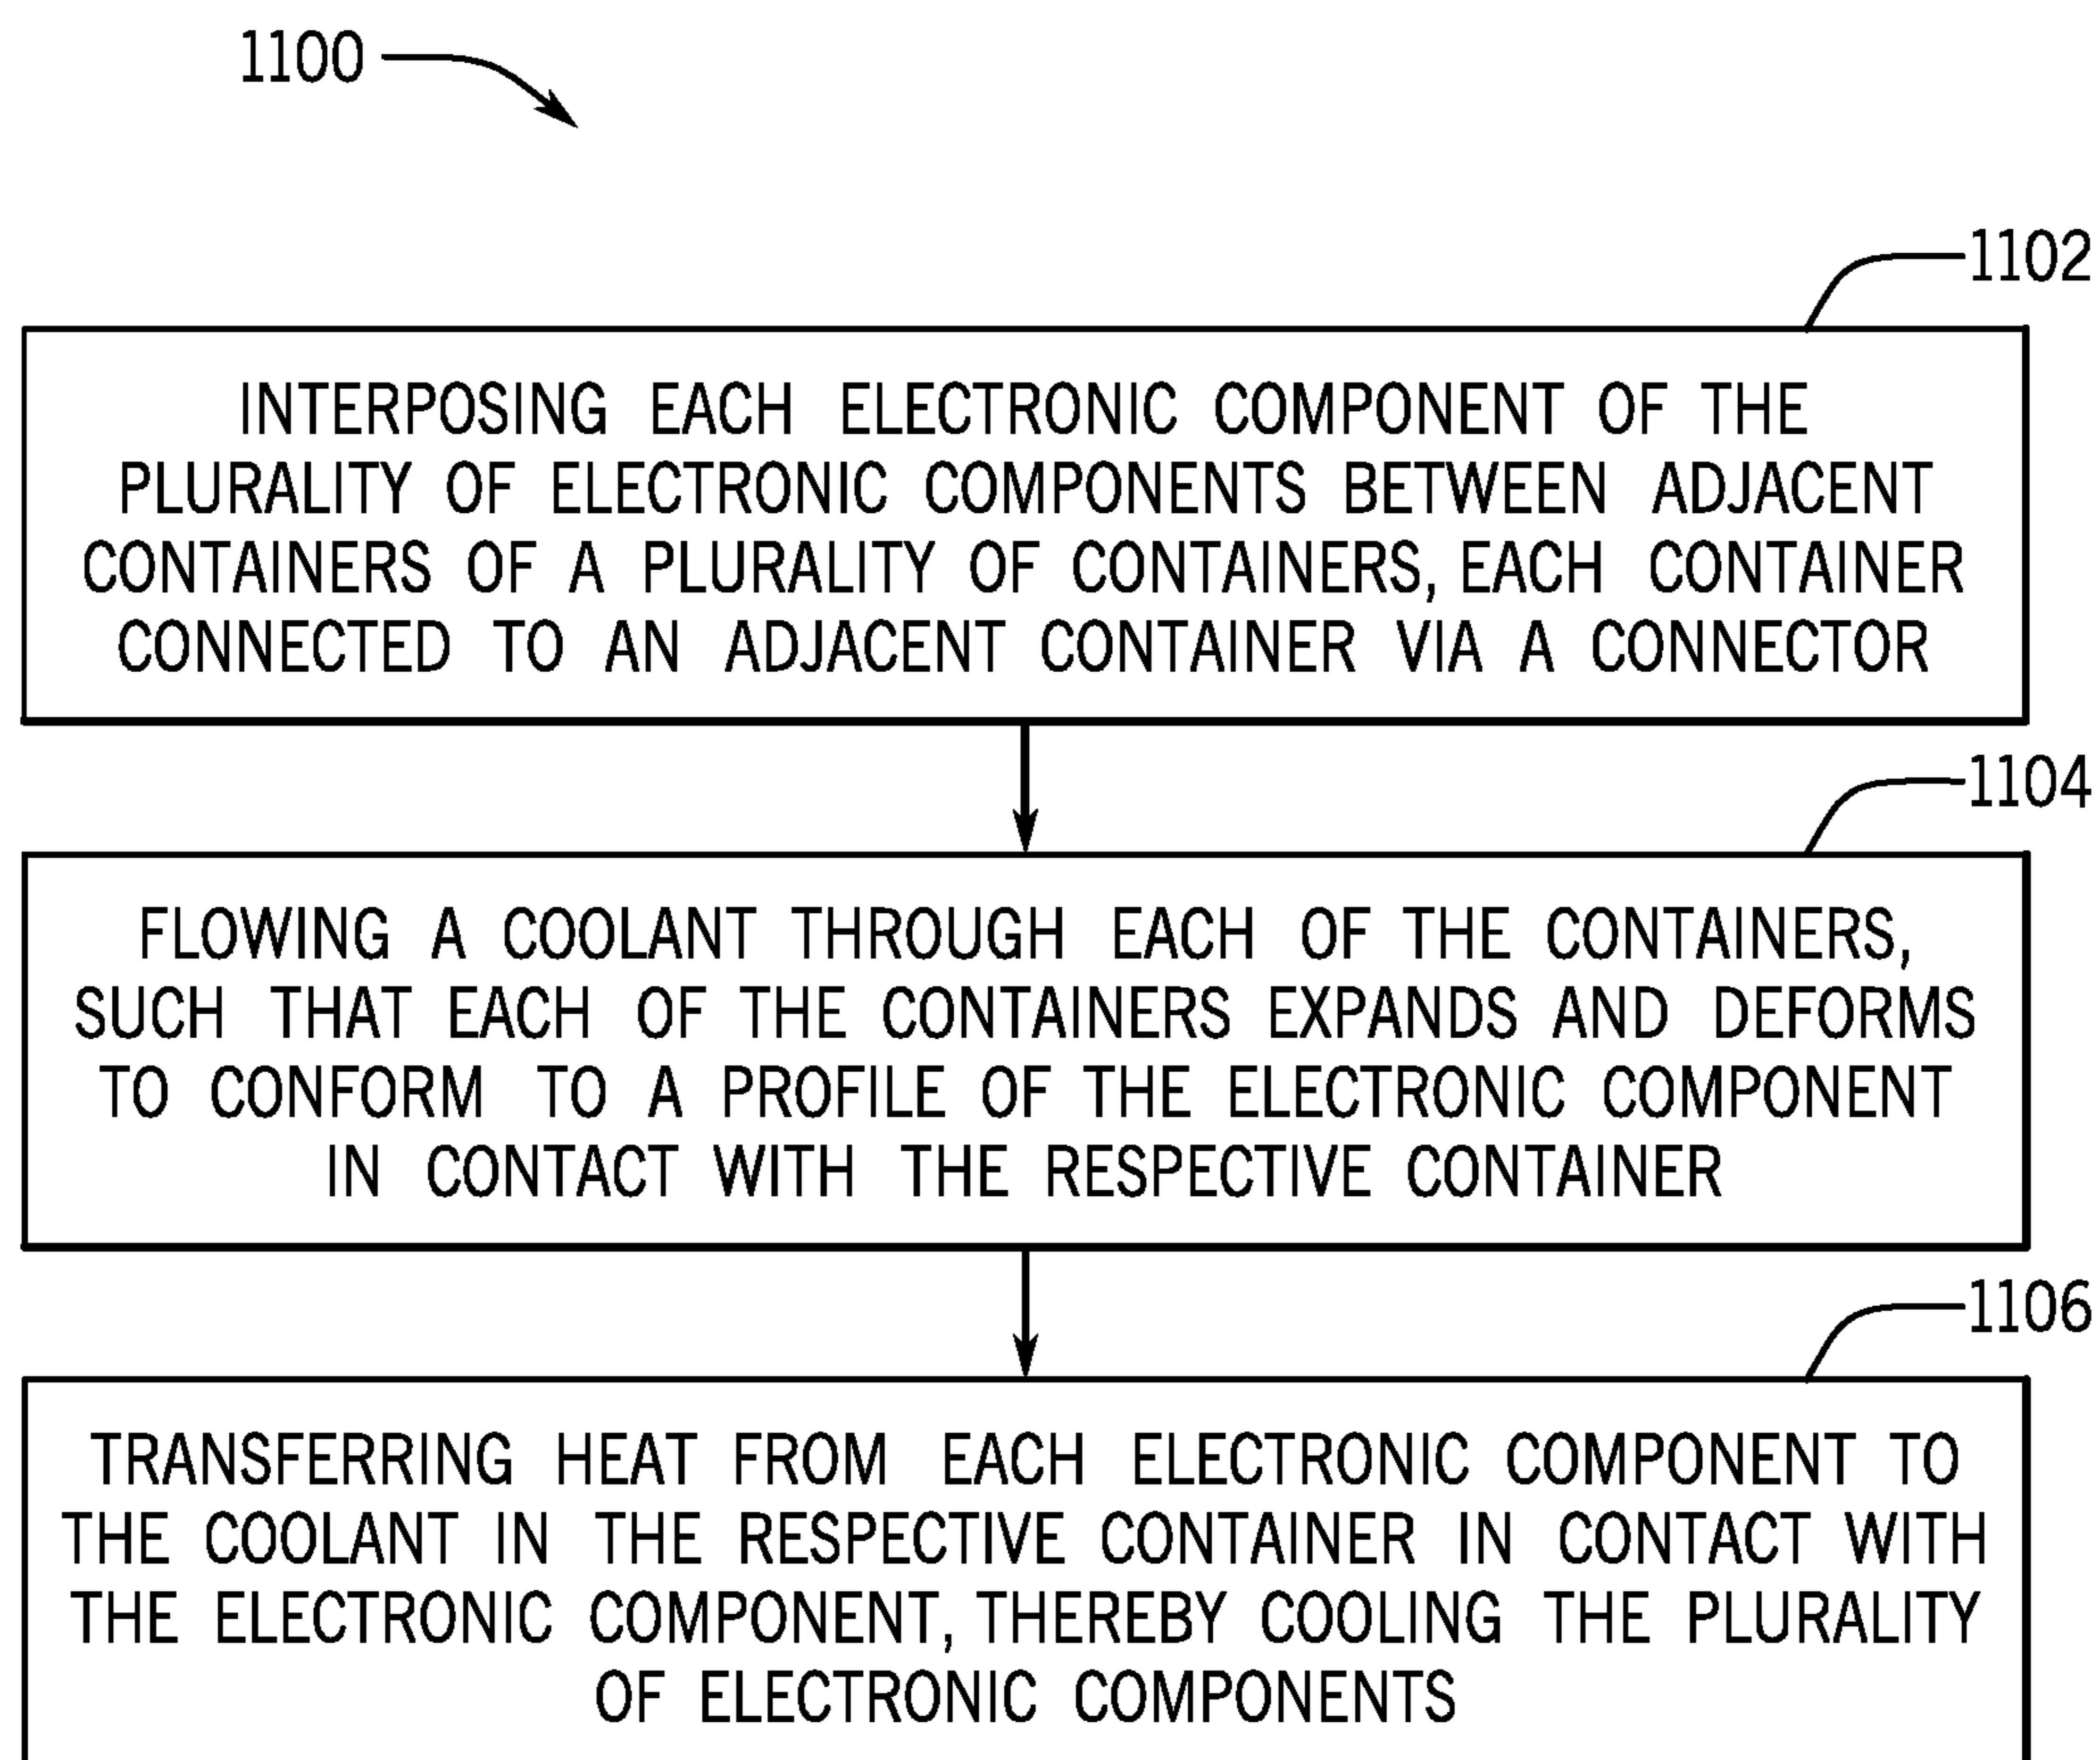 1100
1102
INTERPOSING EACH ELECTRONIC COMPONENT OF THE
PLURALITY OF ELECTRONIC COMPONENTS BETWEEN ADJACENT
CONTAINERS OF A PLURALITY OF CONTAINERS, EACH CONTAINER
CONNECTED TO AN ADJACENT CONTAINER VIA A CONNECTOR
1104
FLOWING A COOLANT THROUGH EACH OF THE CONTAINERS,
SUCH THAT EACH OF THE CONTAINERS EXPANDS AND DEFORMS
TO CONFORM TO A PROFILE OF THE ELECTRONIC COMPONENT
IN CONTACT WITH THE RESPECTIVE CONTAINER
1106
TRANSFERRING HEAT FROM EACH ELECTRONIC COMPONENT TO
THE COOLANT IN THE RESPECTIVE CONTAINER IN CONTACT WITH
THE ELECTRONIC COMPONENT, THEREBY COOLING THE PLURALITY
OF ELECTRONIC COMPONENTS